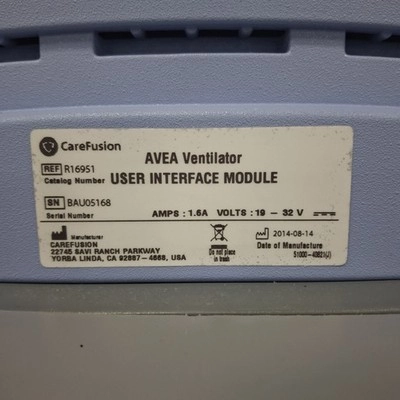 CareFusion
AVEA Ventilator
REF R16951
Catalog Number USER INTERFACE MODULE
SN BAU05168
Serial Number AMPS : 1.6A VOLTS : 19 - 32 V
Manufacturer
CAREFUSION
22745 SAVI RANCH PARKWAY
YORBA LINDA, CA 92887-4668, USA
Do not place
in trash
2014-08-14
Date of Manufacture